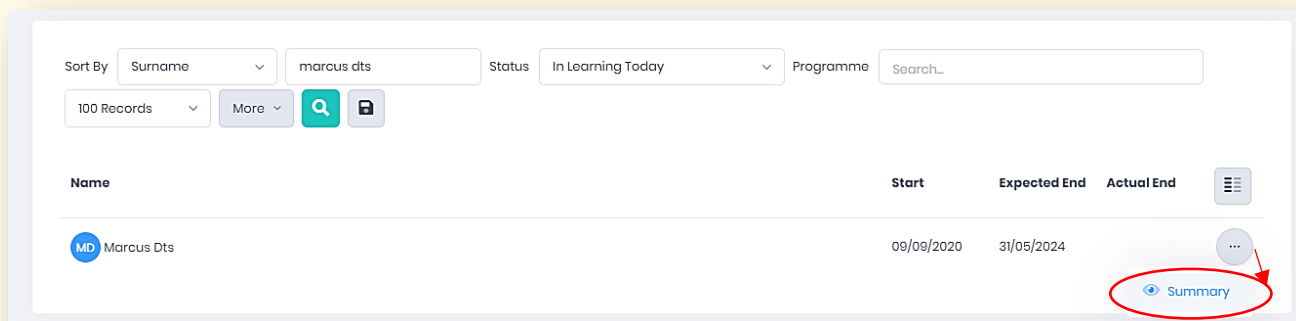 Sort By Surname marcus dts Status In Learning Today Programme Search...
100 Records More
Name Start Expected End Actual End
MD Marcus Dts 09/09/2020 31/05/2024 ...
Summary